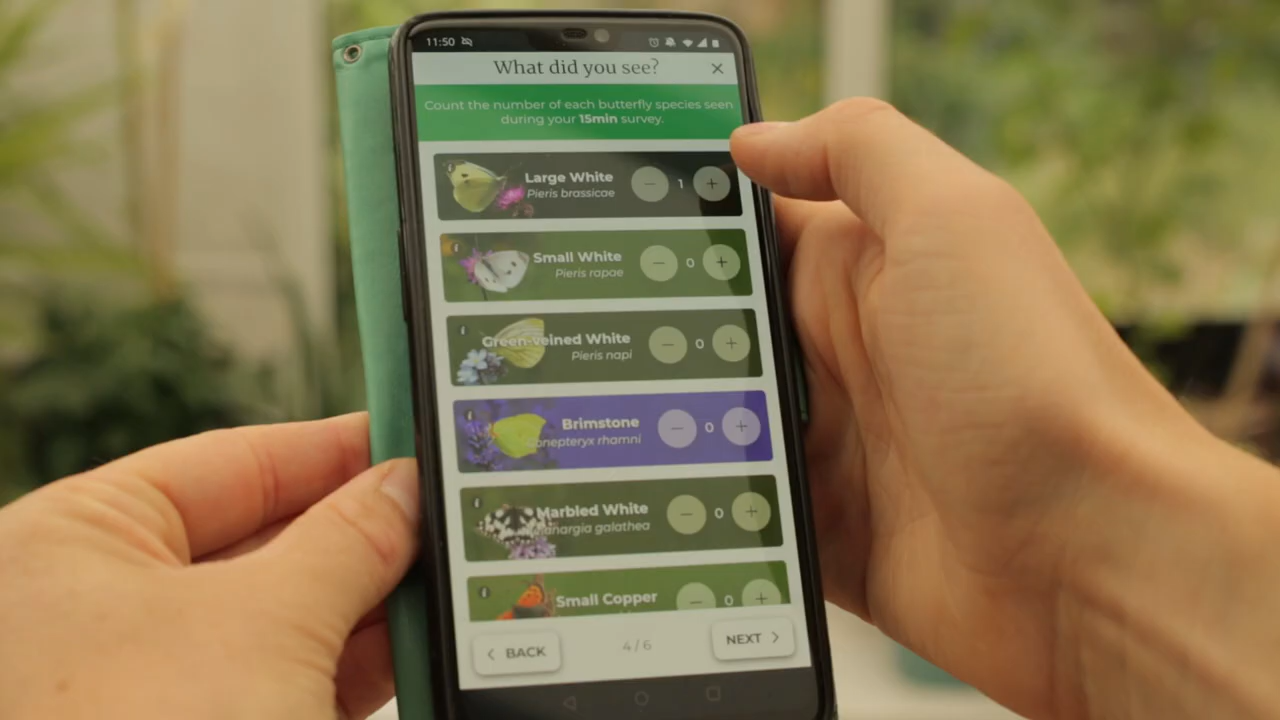 11:50
What did you see?
Count the number of each butterfly species seen
during your 15min survey.
Large White
Pieris brassicae
1
Small White
Pieris rapae
0
Green-veined White
Pieris napi
0
Brimstone
Gonepteryx rhamni
0
Marbled White
Melanargia galathea
0
Small Copper
0
BACK
4 / 6
NEXT